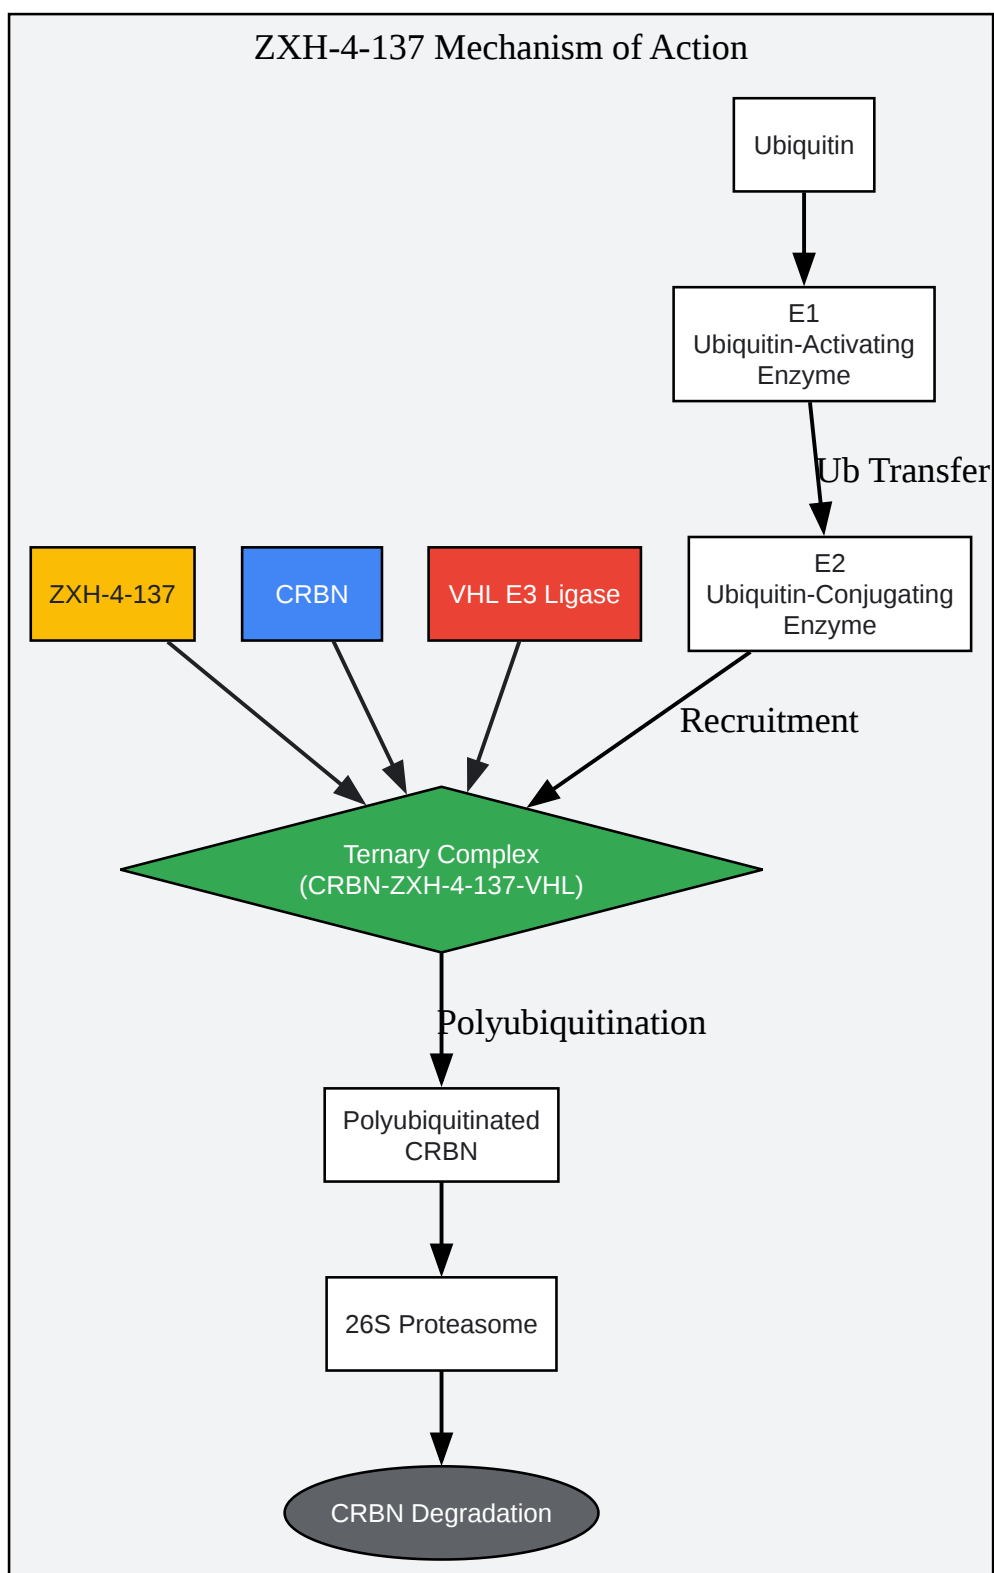 ZXH-4-137 Mechanism of Action
Ubiquitin
E1
Ubiquitin-Activating
Enzyme
Ub Transfer
ZXH-4-137
CRBN
VHL E3 Ligase
E2
Ubiquitin-Conjugating
Enzyme
Recruitment
Ternary Complex
(CRBN-ZXH-4-137-VHL)
Polyubiquitination
Polyubiquitinated
CRBN
26S Proteasome
CRBN Degradation